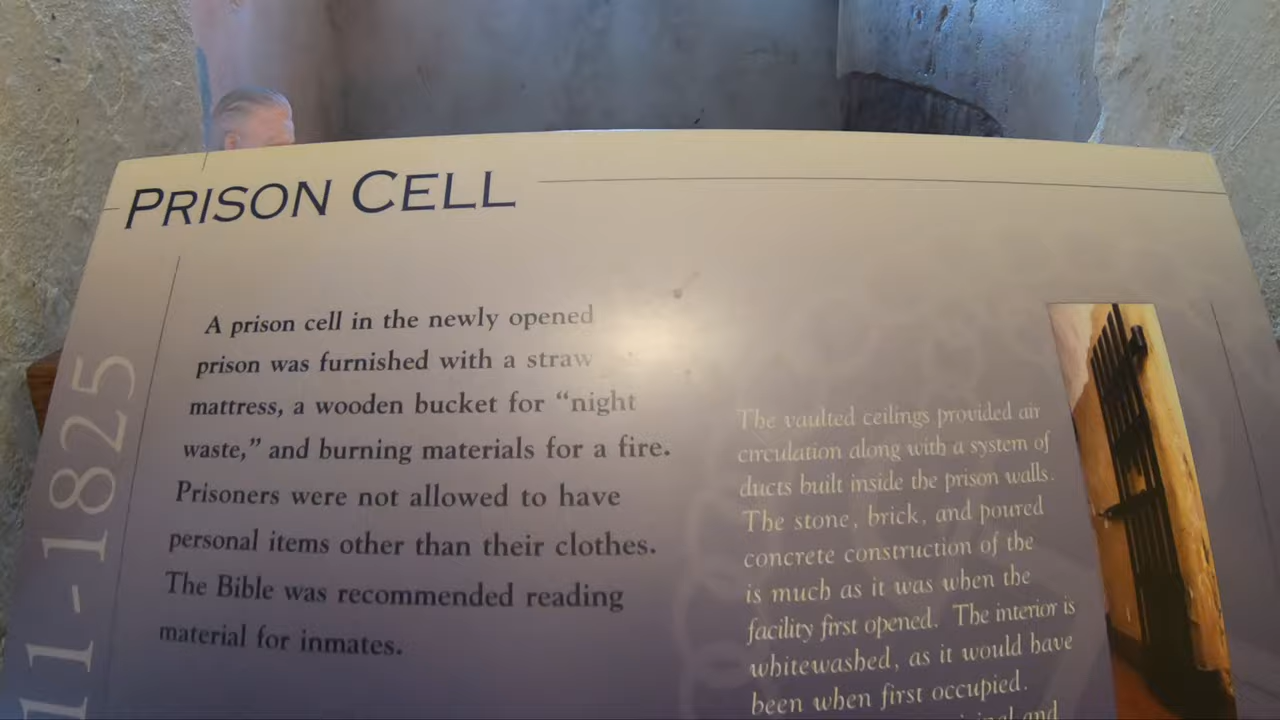 PRISON CELL
A prison cell in the newly opened
prison was furnished with a straw
mattress, a wooden bucket for “night
waste,” and burning materials for a fire.
Prisoners were not allowed to have
personal items other than their clothes.
The Bible was recommended reading
material for inmates.
The vaulted ceilings provided air
circulation along with a system of
ducts built inside the prison walls.
The stone, brick, and poured
concrete construction of the
is much as it was when the
facility first opened. The interior is
whitewashed, as it would have
been when first occupied.
and
11-1825